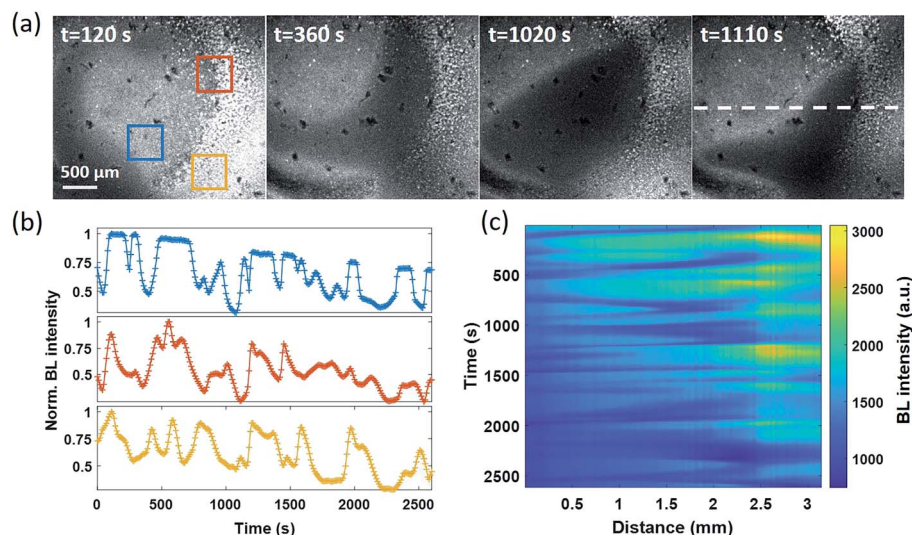 (a)
t=120 s
t=360 s
t=1020 s
t=1110 s
500 µm
(b)
Norm. BL intensity
1
0.75
0.5
1
0.75
0.5
1
0.75
0.5
0 500 1000 1500 2000 2500
Time (s)
(c)
Time (s)
500
1000
1500
2000
2500
0.5 1 1.5 2 2.5 3
Distance (mm)
3000
2500
2000
1500
1000
BL intensity (a.u.)